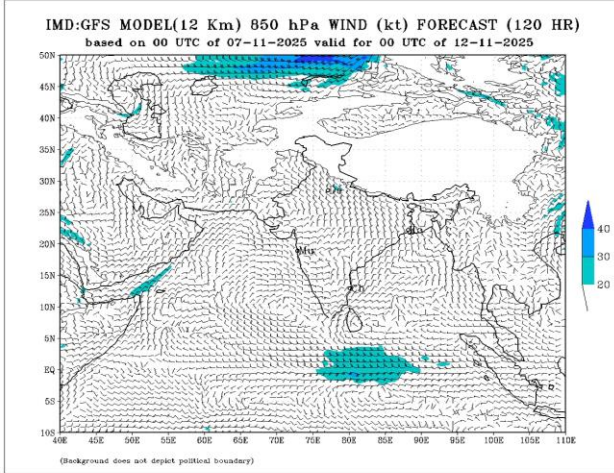 IMD:GFS MODEL(12 Km) 850 hPa WIND (kt) FORECAST (120 HR)
based on 00 UTC of 07-11-2025 valid for 00 UTC of 12-11-2025
50N
45N
40N
35N
30N
25N
20N
15N
10N
5N
EQ
5S
10S
Mu
Ch
40
30
20
40E 45E 50E 55E 60E 65E 70E 75E 80E 85E 90E 95E 100E 105E 110E
(Background does not depict political boundary)